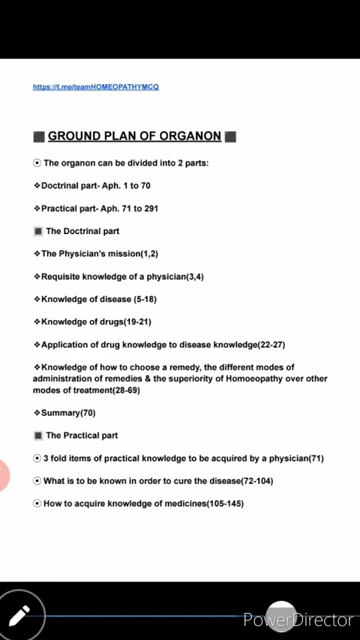 https://t.me/teamHOMEOPATHYMCQ
GROUND PLAN OF ORGANON
The organon can be divided into 2 parts:
❖Doctrinal part- Aph. 1 to 70
❖Practical part- Aph. 71 to 291
The Doctrinal part
❖The Physician's mission(1,2)
❖Requisite knowledge of a physician(3,4)
❖Knowledge of disease (5-18)
❖Knowledge of drugs(19-21)
❖Application of drug knowledge to disease knowledge(22-27)
❖Knowledge of how to choose a remedy, the different modes of
administration of remedies & the superiority of Homoeopathy over other
modes of treatment(28-69)
❖Summary(70)
The Practical part
3 fold items of practical knowledge to be acquired by a physician(71)
What is to be known in order to cure the disease(72-104)
How to acquire knowledge of medicines(105-145)
PowerDirector